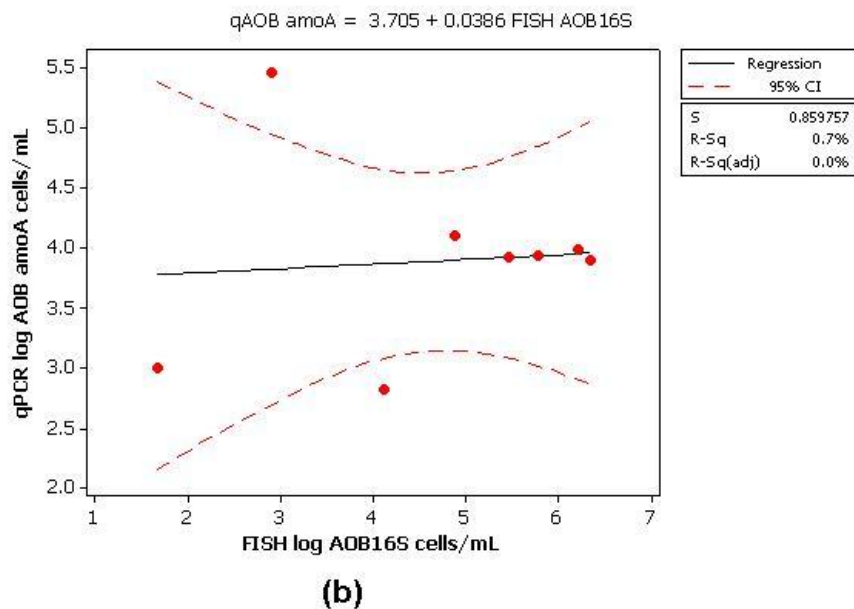 qAOB amoA = 3.705 + 0.0386 FISH AOB16S
Regression
95% CI
S 0.859757
R-Sq 0.7%
R-Sq(adj) 0.0%
qPCR log AOB amoA cells/mL
5.5
5.0
4.5
4.0
3.5
3.0
2.5
2.0
1 2 3 4 5 6 7
FISH log AOB16S cells/mL
(b)